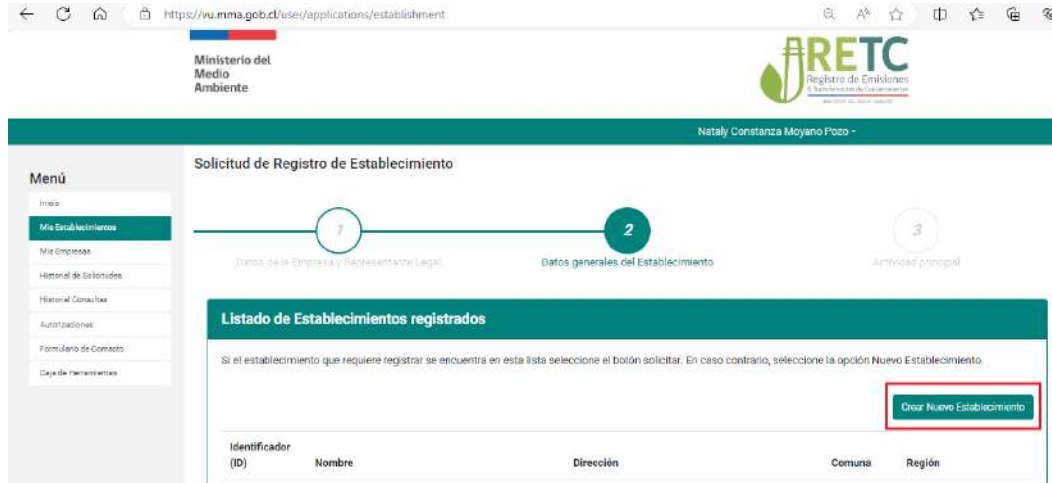 https://vu.mma.gob.cl/user/applications/establishment
Ministerio del
Medio
Ambiente
RETC
Registro de Emisiones
Nataly Constanza Moyano Pozo
Menú
Inicio
Mis Establecimientos
Mis Empresas
Historial de Solicitudes
Historial Consultas
Autorizaciones
Formulario de Contacto
Caja de Herramientas
Solicitud de Registro de Establecimiento
1
Datos de la Empresa y Representante Legal
2
Datos generales del Establecimiento
3
Actividad principal
Listado de Establecimientos registrados
Si el establecimiento que requiere registrar se encuentra en esta lista seleccione el botón solicitar. En caso contrario, seleccione la opción Nuevo Establecimiento.
Crear Nuevo Establecimiento
Identificador
(ID) Nombre Dirección Comuna Región